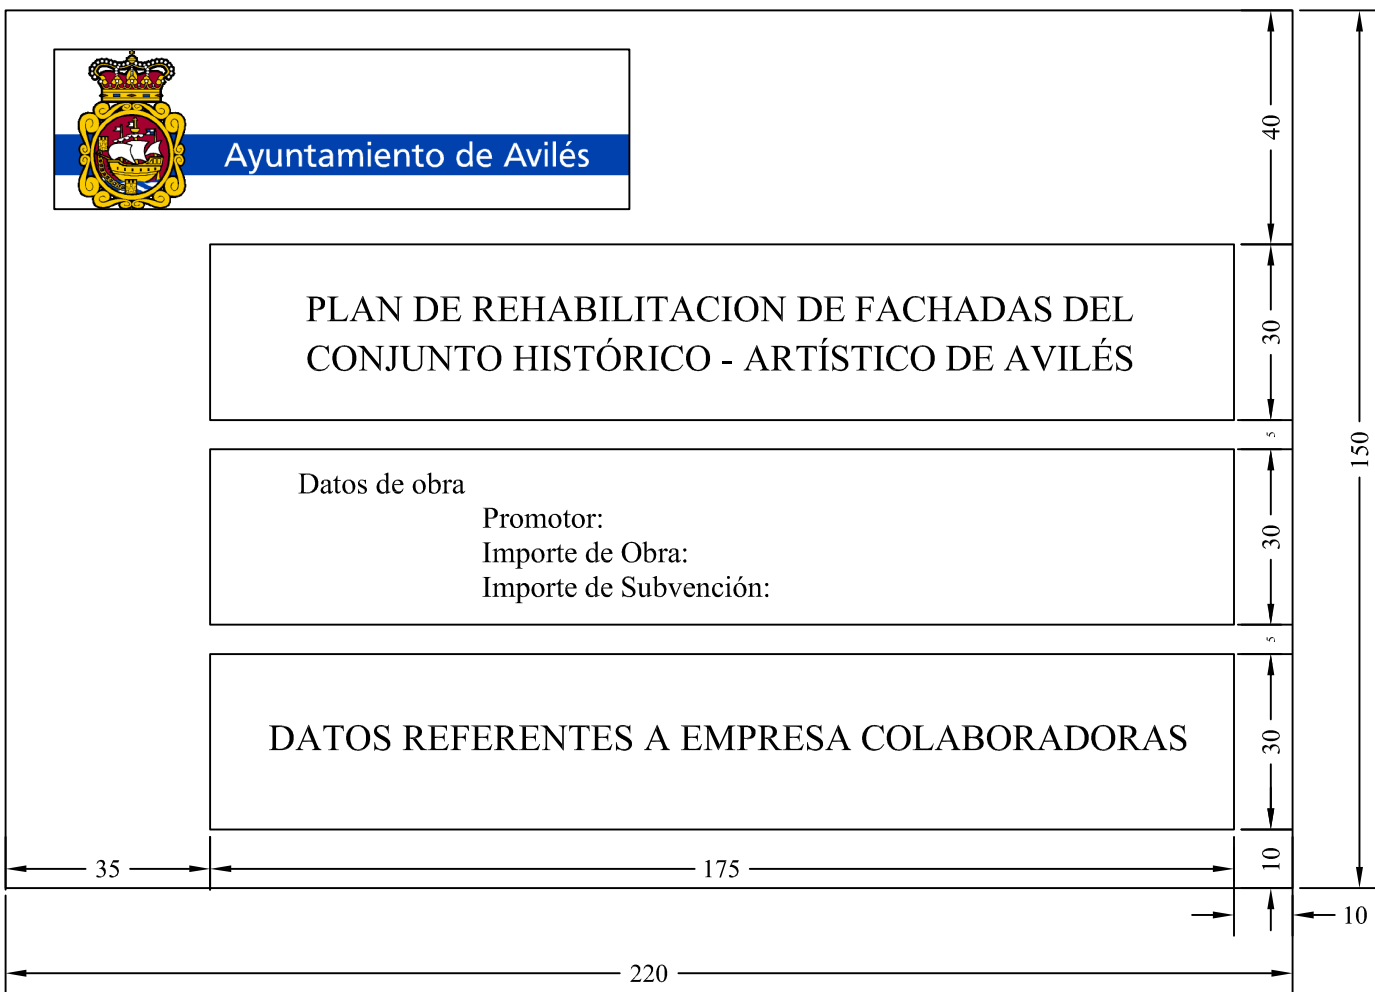 Ayuntamiento de Avilés
40
PLAN DE REHABILITACION DE FACHADAS DEL
CONJUNTO HISTÓRICO - ARTÍSTICO DE AVILÉS
30
5
150
Datos de obra
Promotor:
Importe de Obra:
Importe de Subvención:
30
5
DATOS REFERENTES A EMPRESA COLABORADORAS
30
35
175
10
10
220